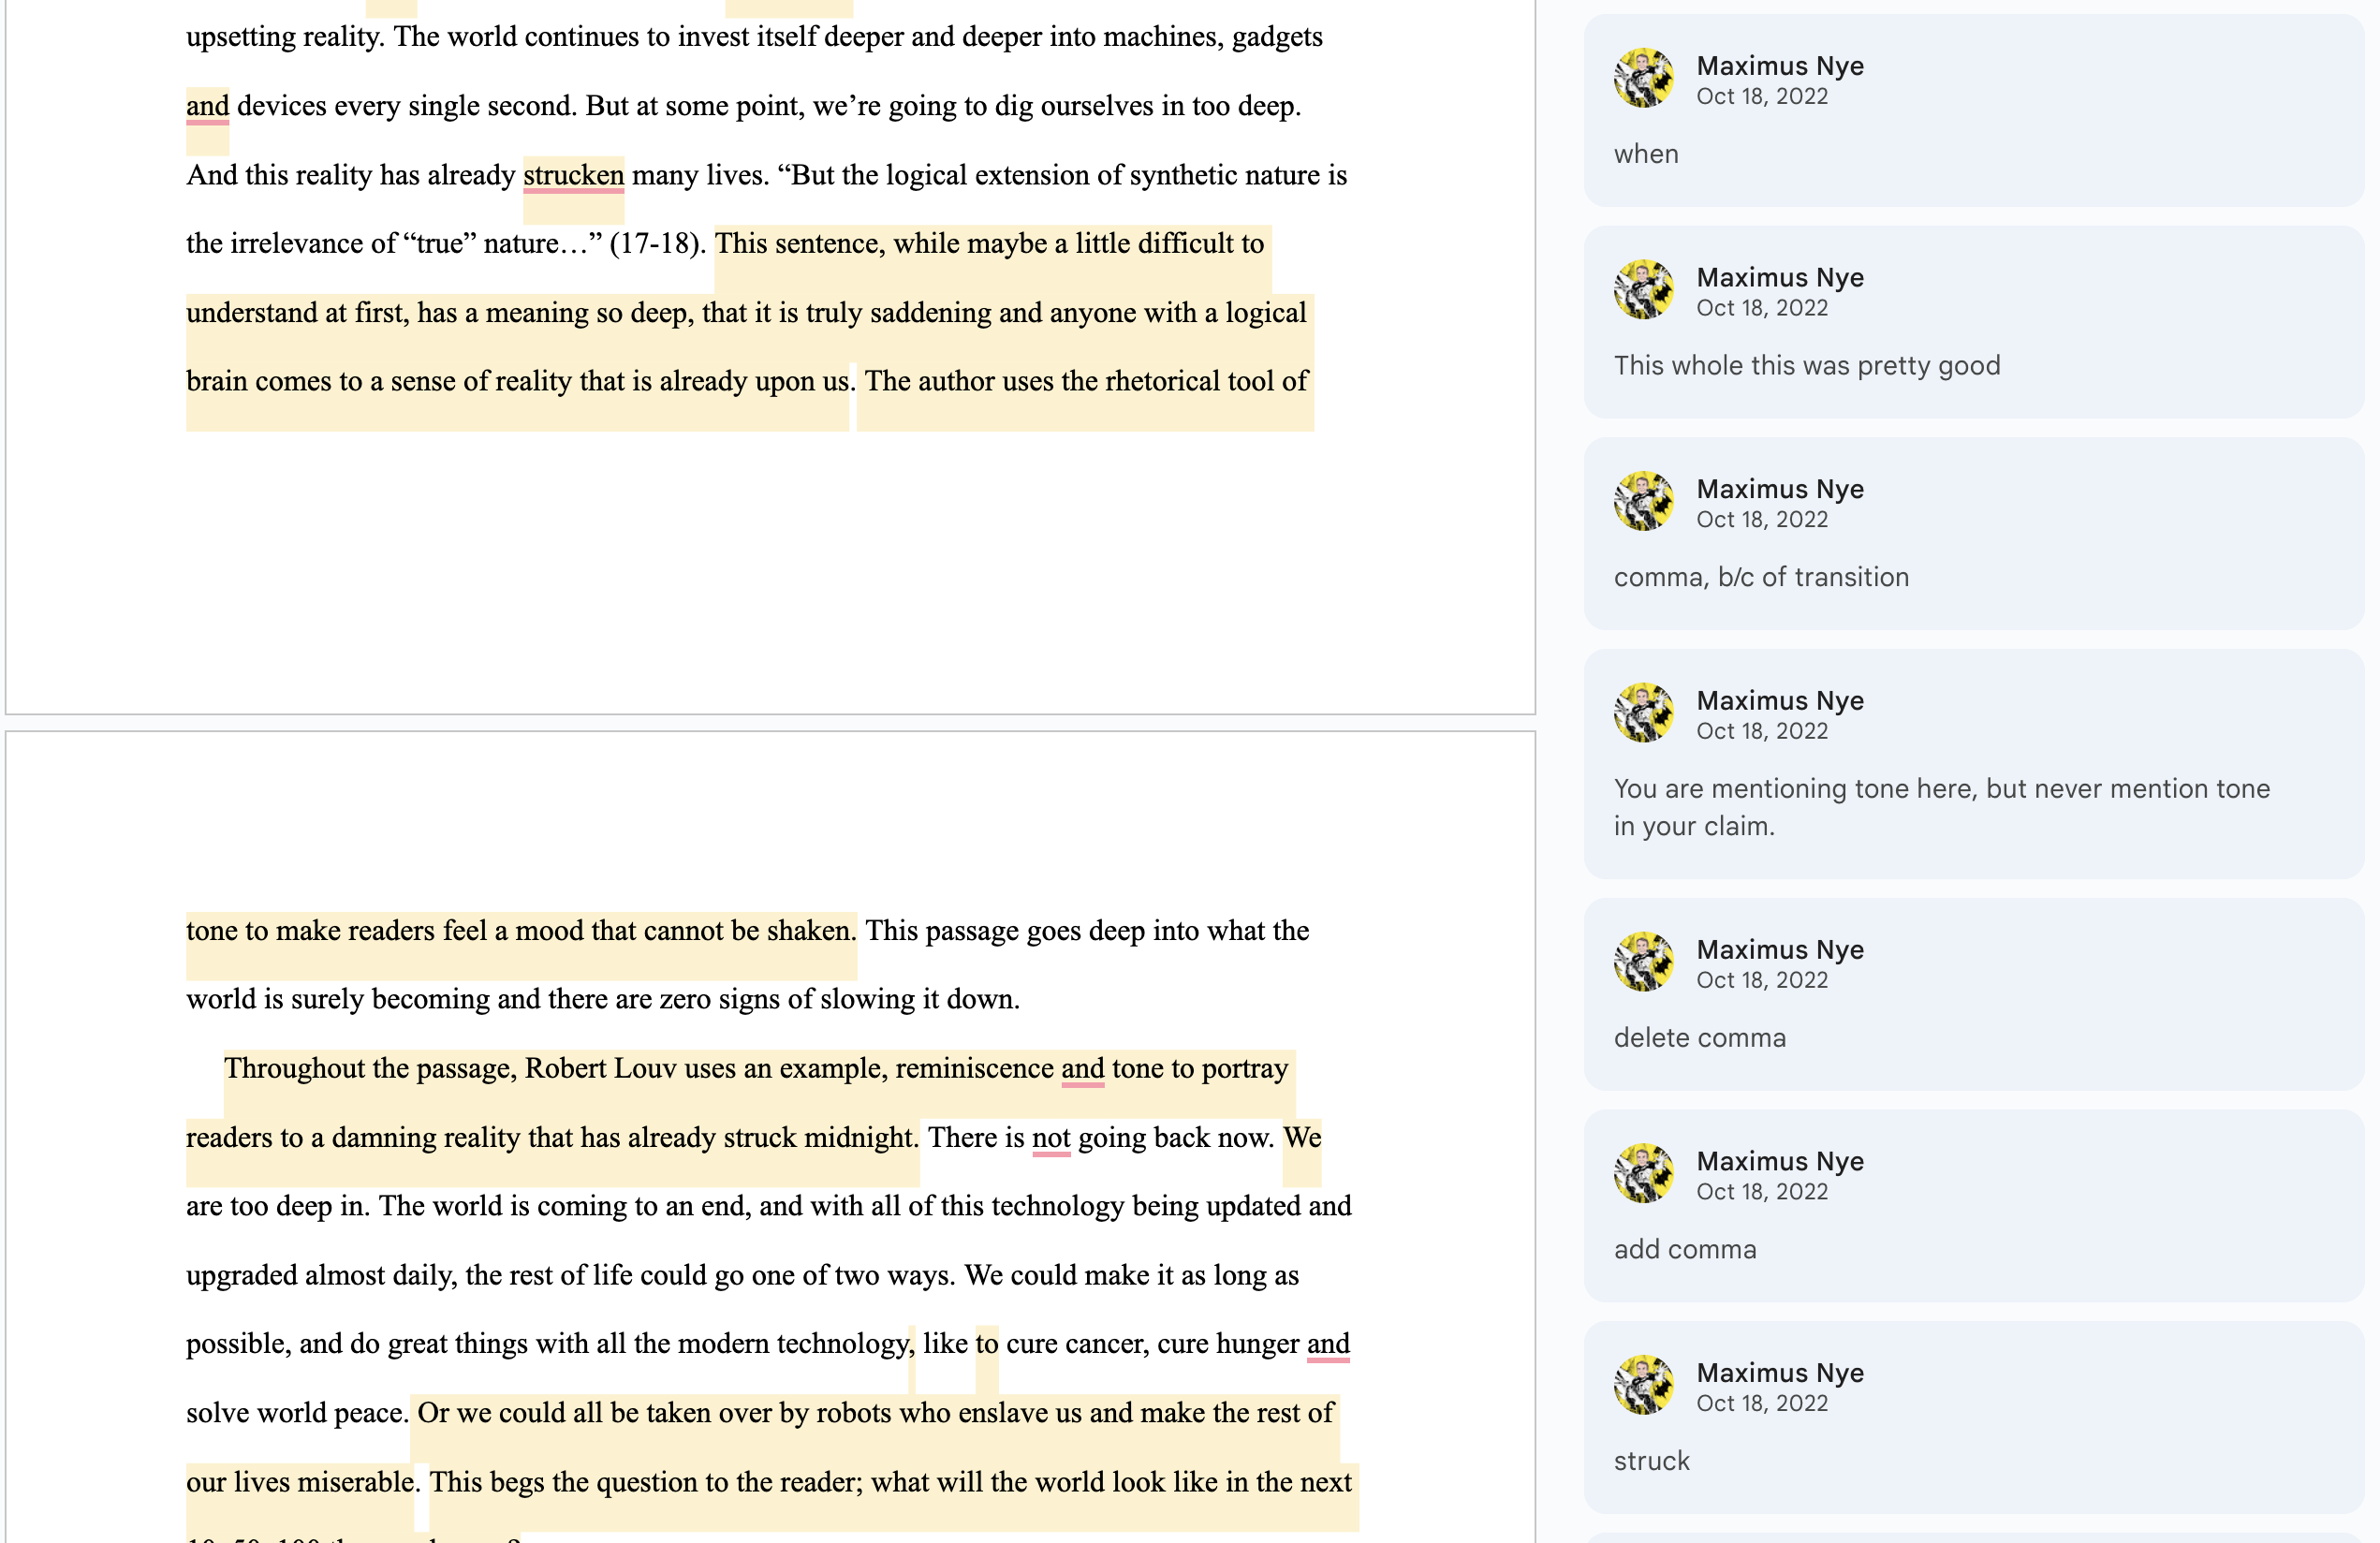 upsetting reality. The world continues to invest itself deeper and deeper into machines, gadgets
and devices every single second. But at some point, we’re going to dig ourselves in too deep.
And this reality has already strucken many lives. “But the logical extension of synthetic nature is
the irrelevance of “true” nature…” (17-18). This sentence, while maybe a little difficult to
understand at first, has a meaning so deep, that it is truly saddening and anyone with a logical
brain comes to a sense of reality that is already upon us. The author uses the rhetorical tool of
tone to make readers feel a mood that cannot be shaken. This passage goes deep into what the
world is surely becoming and there are zero signs of slowing it down.
Throughout the passage, Robert Louv uses an example, reminiscence and tone to portray
readers to a damning reality that has already struck midnight. There is not going back now. We
are too deep in. The world is coming to an end, and with all of this technology being updated and
upgraded almost daily, the rest of life could go one of two ways. We could make it as long as
possible, and do great things with all the modern technology, like to cure cancer, cure hunger and
solve world peace. Or we could all be taken over by robots who enslave us and make the rest of
our lives miserable. This begs the question to the reader; what will the world look like in the next
Maximus Nye
Oct 18, 2022
when
Maximus Nye
Oct 18, 2022
This whole this was pretty good
Maximus Nye
Oct 18, 2022
comma, b/c of transition
Maximus Nye
Oct 18, 2022
You are mentioning tone here, but never mention tone
in your claim.
Maximus Nye
Oct 18, 2022
delete comma
Maximus Nye
Oct 18, 2022
add comma
Maximus Nye
Oct 18, 2022
struck